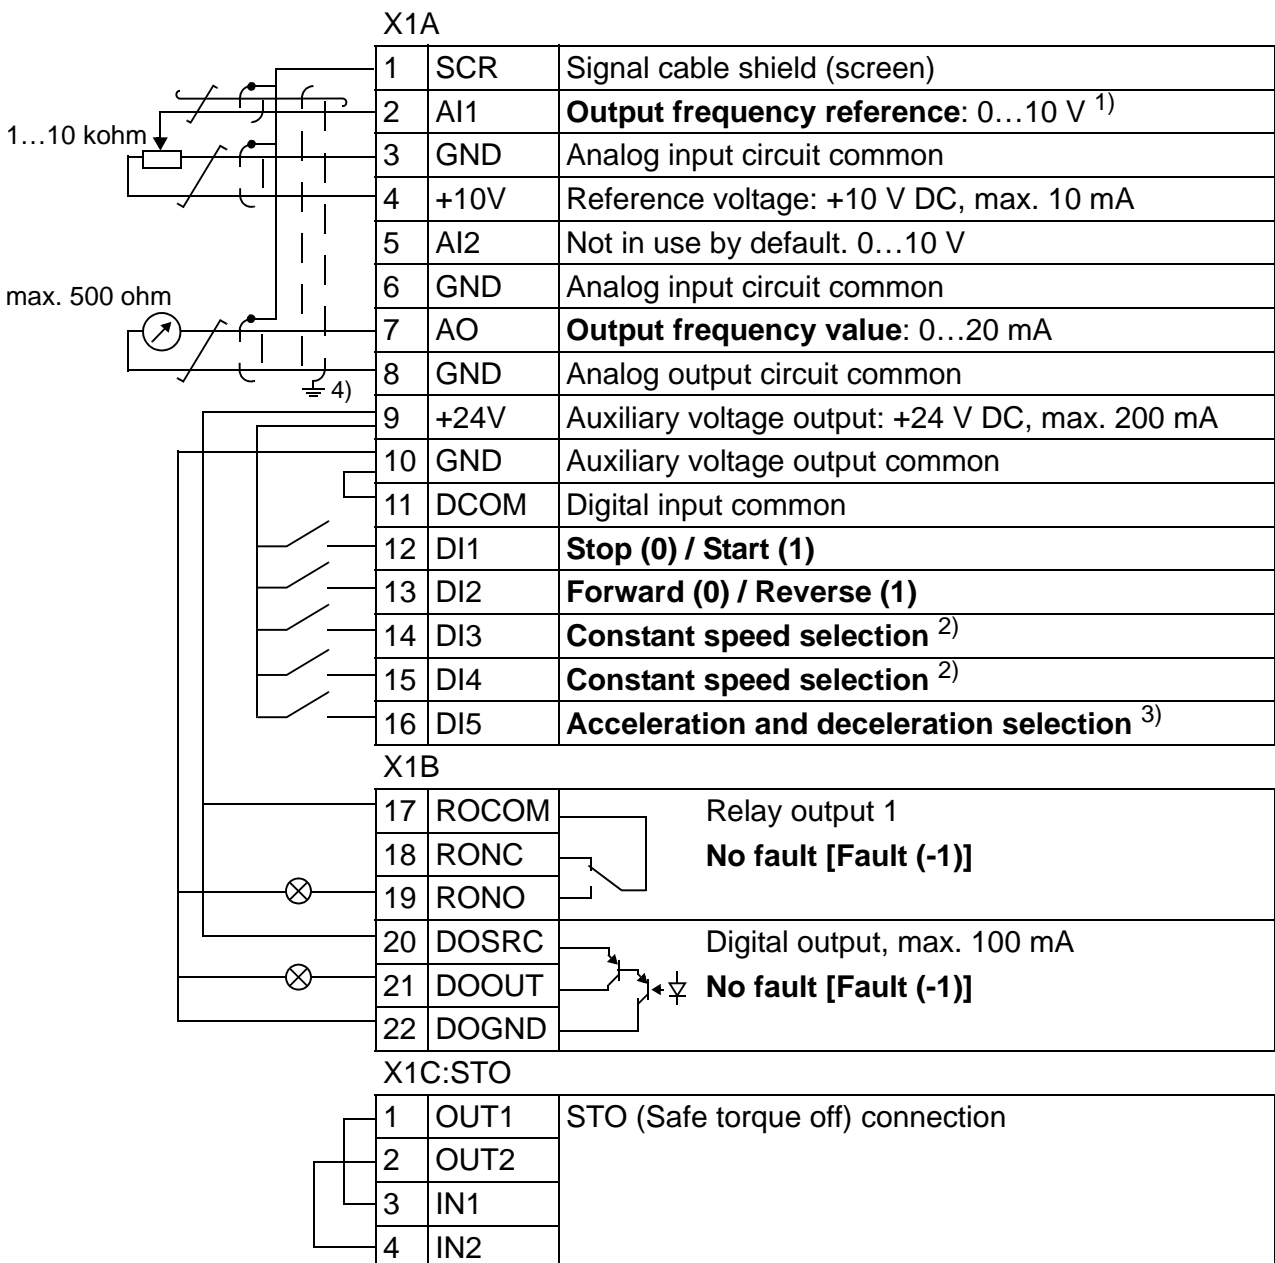 X1A
1 SCR Signal cable shield (screen)
2 AI1 Output frequency reference: 0…10 V 1)
1…10 kohm
3 GND Analog input circuit common
4 +10V Reference voltage: +10 V DC, max. 10 mA
5 AI2 Not in use by default. 0…10 V
6 GND Analog input circuit common
max. 500 ohm
7 AO Output frequency value: 0…20 mA
8 GND Analog output circuit common
4)
9 +24V Auxiliary voltage output: +24 V DC, max. 200 mA
10 GND Auxiliary voltage output common
11 DCOM Digital input common
12 DI1 Stop (0) / Start (1)
13 DI2 Forward (0) / Reverse (1)
14 DI3 Constant speed selection 2)
15 DI4 Constant speed selection 2)
16 DI5 Acceleration and deceleration selection 3)
X1B
17 ROCOM Relay output 1
18 RONC No fault [Fault (-1)]
19 RONO
20 DOSRC Digital output, max. 100 mA
21 DOOUT No fault [Fault (-1)]
22 DOGND
X1C:STO
1 OUT1 STO (Safe torque off) connection
2 OUT2
3 IN1
4 IN2